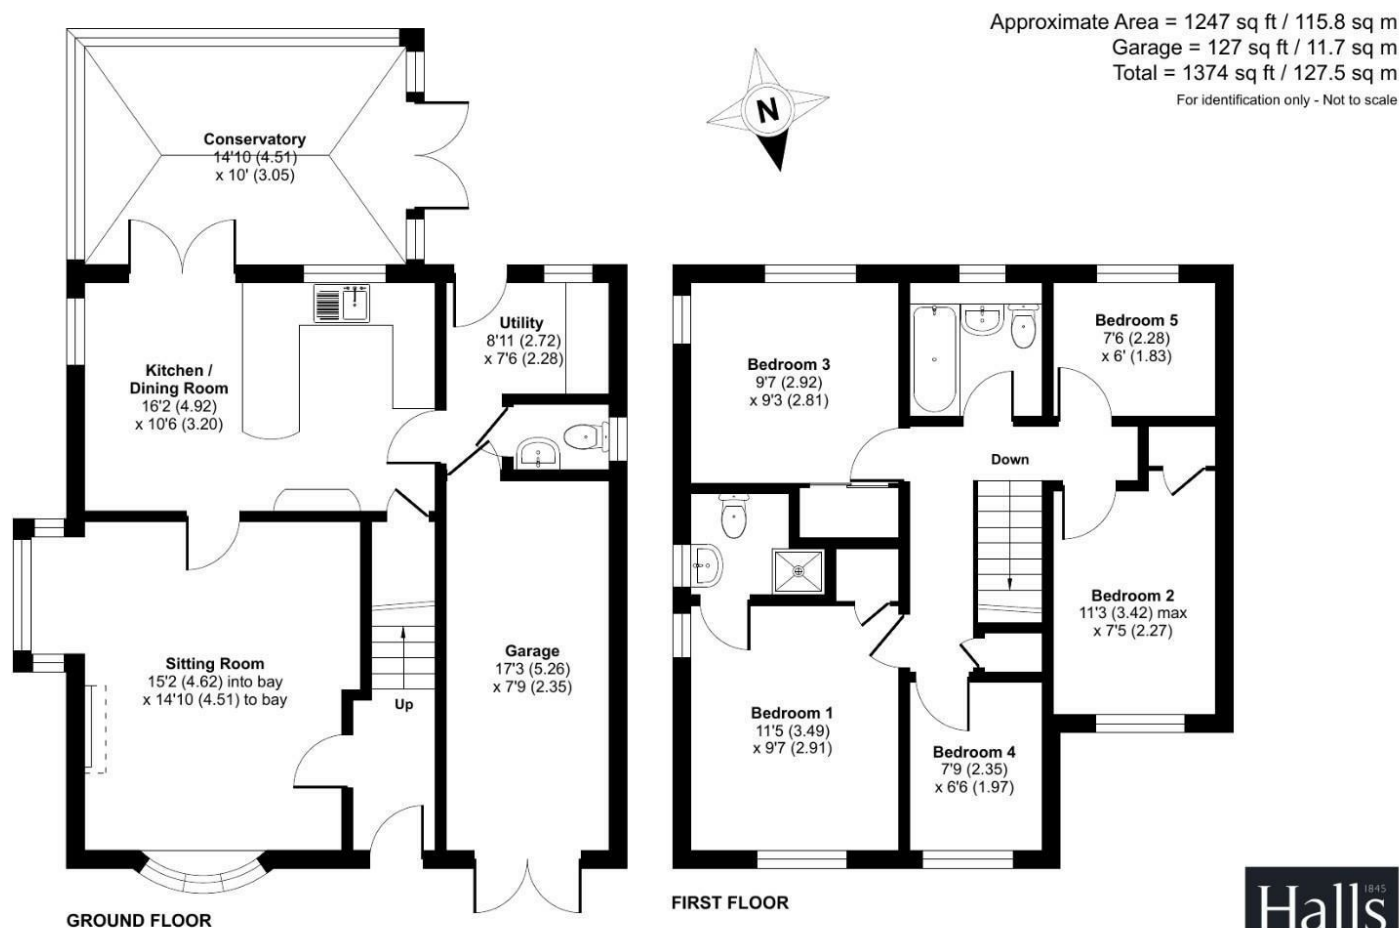 Approximate Area = 1247 sq ft / 115.8 sq m
Garage = 127 sq ft / 11.7 sq m
Total = 1374 sq ft / 127.5 sq m
For identification only - Not to scale
N
Conservatory
14'10 (4.51)
x 10' (3.05)
Utility
8'11 (2.72)
x 7'6 (2.28)
Kitchen /
Dining Room
16'2 (4.92)
x 10'6 (3.20)
Sitting Room
15'2 (4.62) into bay
x 14'10 (4.51) to bay
Up
Garage
17'3 (5.26)
x 7'9 (2.35)
GROUND FLOOR
Bedroom 3
9'7 (2.92)
x 9'3 (2.81)
Bedroom 5
7'6 (2.28)
x 6' (1.83)
Down
Bedroom 2
11'3 (3.42) max
x 7'5 (2.27)
Bedroom 1
11'5 (3.49)
x 9'7 (2.91)
Bedroom 4
7'9 (2.35)
x 6'6 (1.97)
FIRST FLOOR
1845
Halls